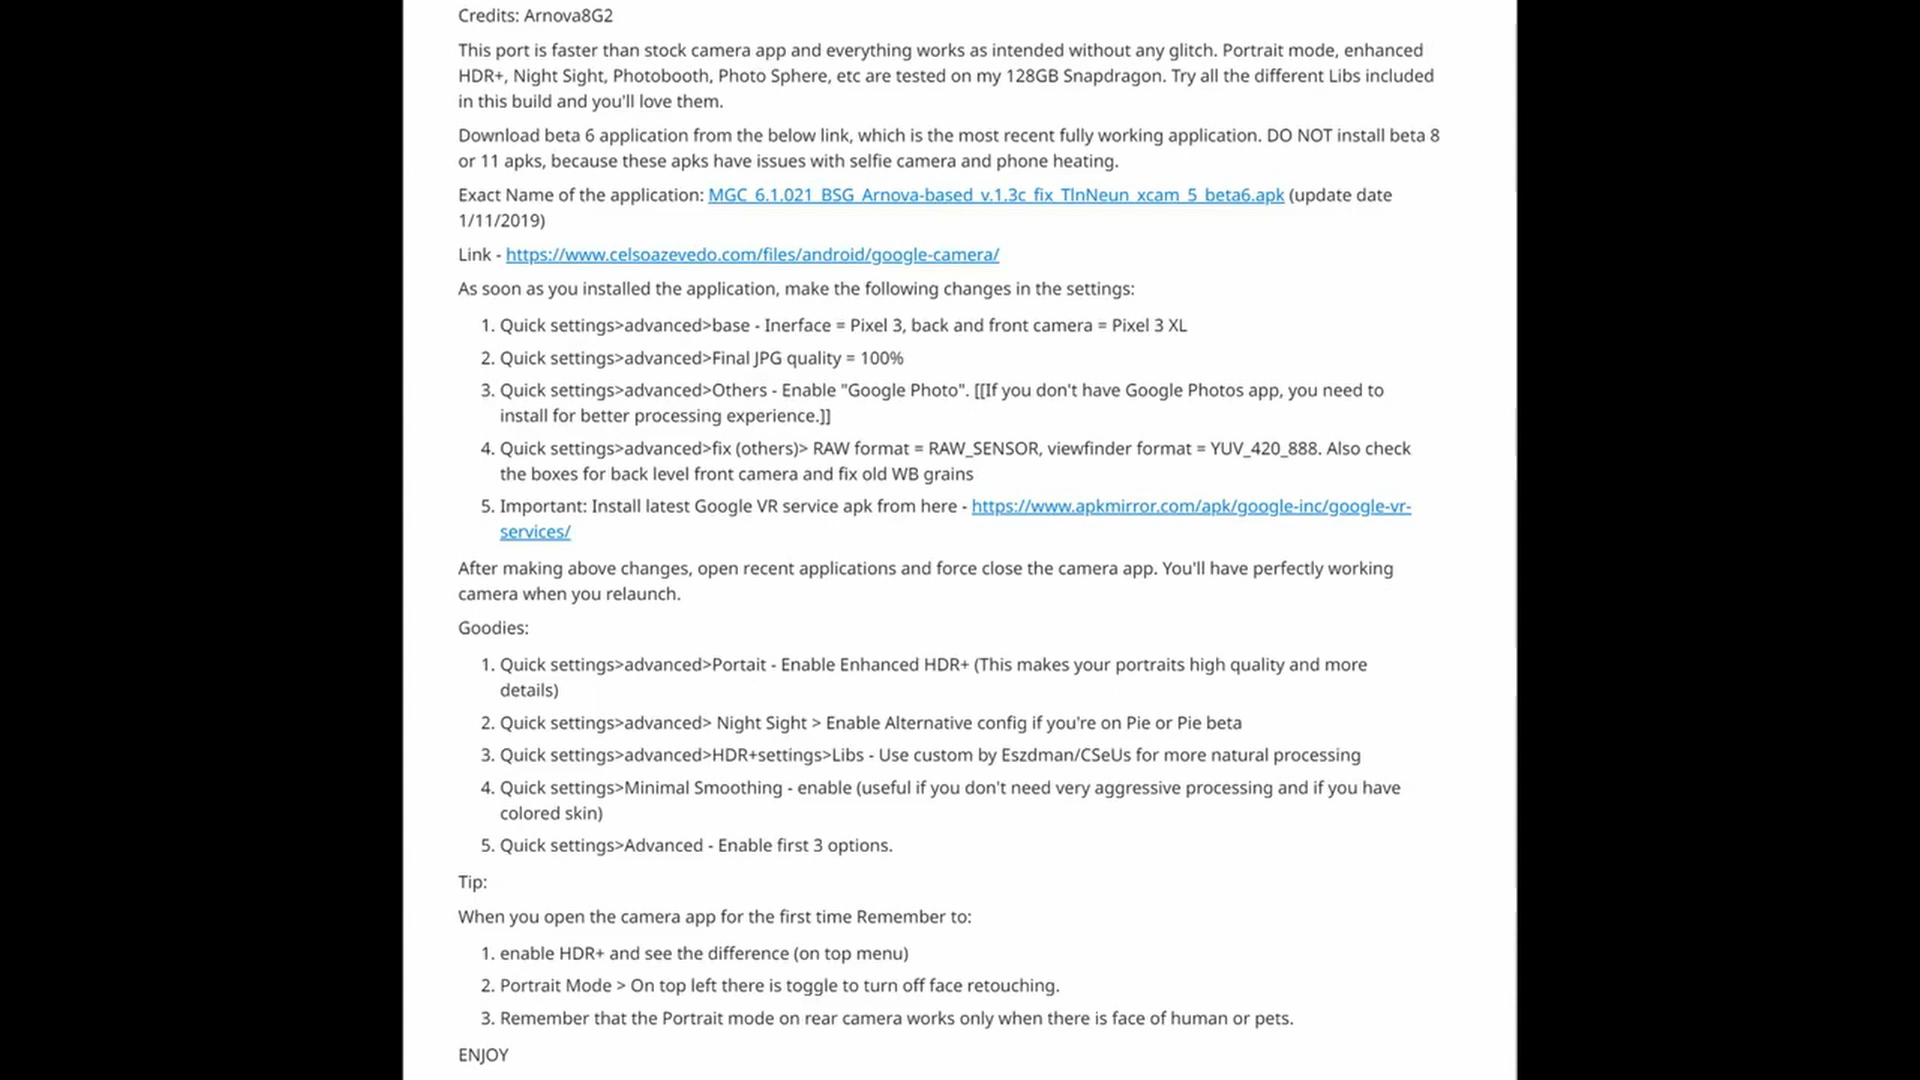 Credits: Arnova8G2
This port is faster than stock camera app and everything works as intended without any glitch. Portrait mode, enhanced
HDR+, Night Sight, Photobooth, Photo Sphere, etc are tested on my 128GB Snapdragon. Try all the different Libs included
in this build and you'll love them.
Download beta 6 application from the below link, which is the most recent fully working application. DO NOT install beta 8
or 11 apks, because these apks have issues with selfie camera and phone heating.
Exact Name of the application: MGC_6.1.021_BSG_Arnova-based_v.1.3c_fix_TlnNeun_xcam_5_beta6.apk (update date
1/11/2019)
Link - https://www.celsoazevedo.com/files/android/google-camera/
As soon as you installed the application, make the following changes in the settings:
1. Quick settings>advanced>base - Inerface = Pixel 3, back and front camera = Pixel 3 XL
2. Quick settings>advanced>Final JPG quality = 100%
3. Quick settings>advanced>Others - Enable "Google Photo". [[If you don't have Google Photos app, you need to
install for better processing experience.]]
4. Quick settings>advanced>fix (others)> RAW format = RAW_SENSOR, viewfinder format = YUV_420_888. Also check
the boxes for back level front camera and fix old WB grains
5. Important: Install latest Google VR service apk from here - https://www.apkmirror.com/apk/google-inc/google-vr-
services/
After making above changes, open recent applications and force close the camera app. You'll have perfectly working
camera when you relaunch.
Goodies:
1. Quick settings>advanced>Portait - Enable Enhanced HDR+ (This makes your portraits high quality and more
details)
2. Quick settings>advanced> Night Sight > Enable Alternative config if you're on Pie or Pie beta
3. Quick settings>advanced>HDR+settings>Libs - Use custom by Eszdman/CSeUs for more natural processing
4. Quick settings>Minimal Smoothing - enable (useful if you don't need very aggressive processing and if you have
colored skin)
5. Quick settings>Advanced - Enable first 3 options.
Tip:
When you open the camera app for the first time Remember to:
1. enable HDR+ and see the difference (on top menu)
2. Portrait Mode > On top left there is toggle to turn off face retouching.
3. Remember that the Portrait mode on rear camera works only when there is face of human or pets.
ENJOY